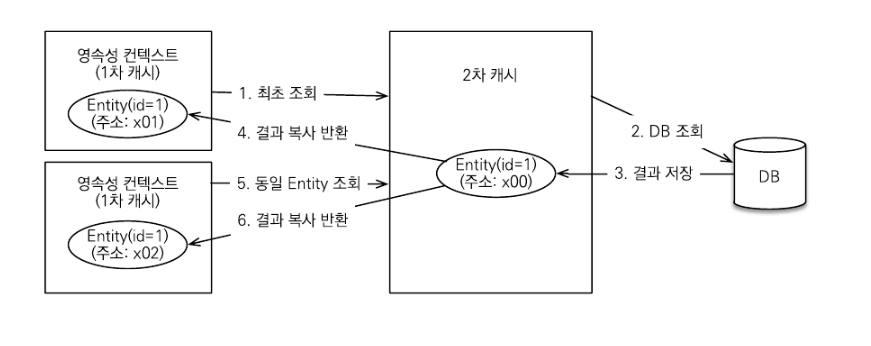 영속성 컨텍스트
(1차 캐시)
Entity(id=1)
(주소: x01)
1. 최초 조회
4. 결과 복사 반환
2차 캐시
Entity(id=1)
(주소: x00)
2. DB 조회
3. 결과 저장
DB
영속성 컨텍스트
(1차 캐시)
Entity(id=1)
(주소: x02)
5. 동일 Entity 조회
6. 결과 복사 반환